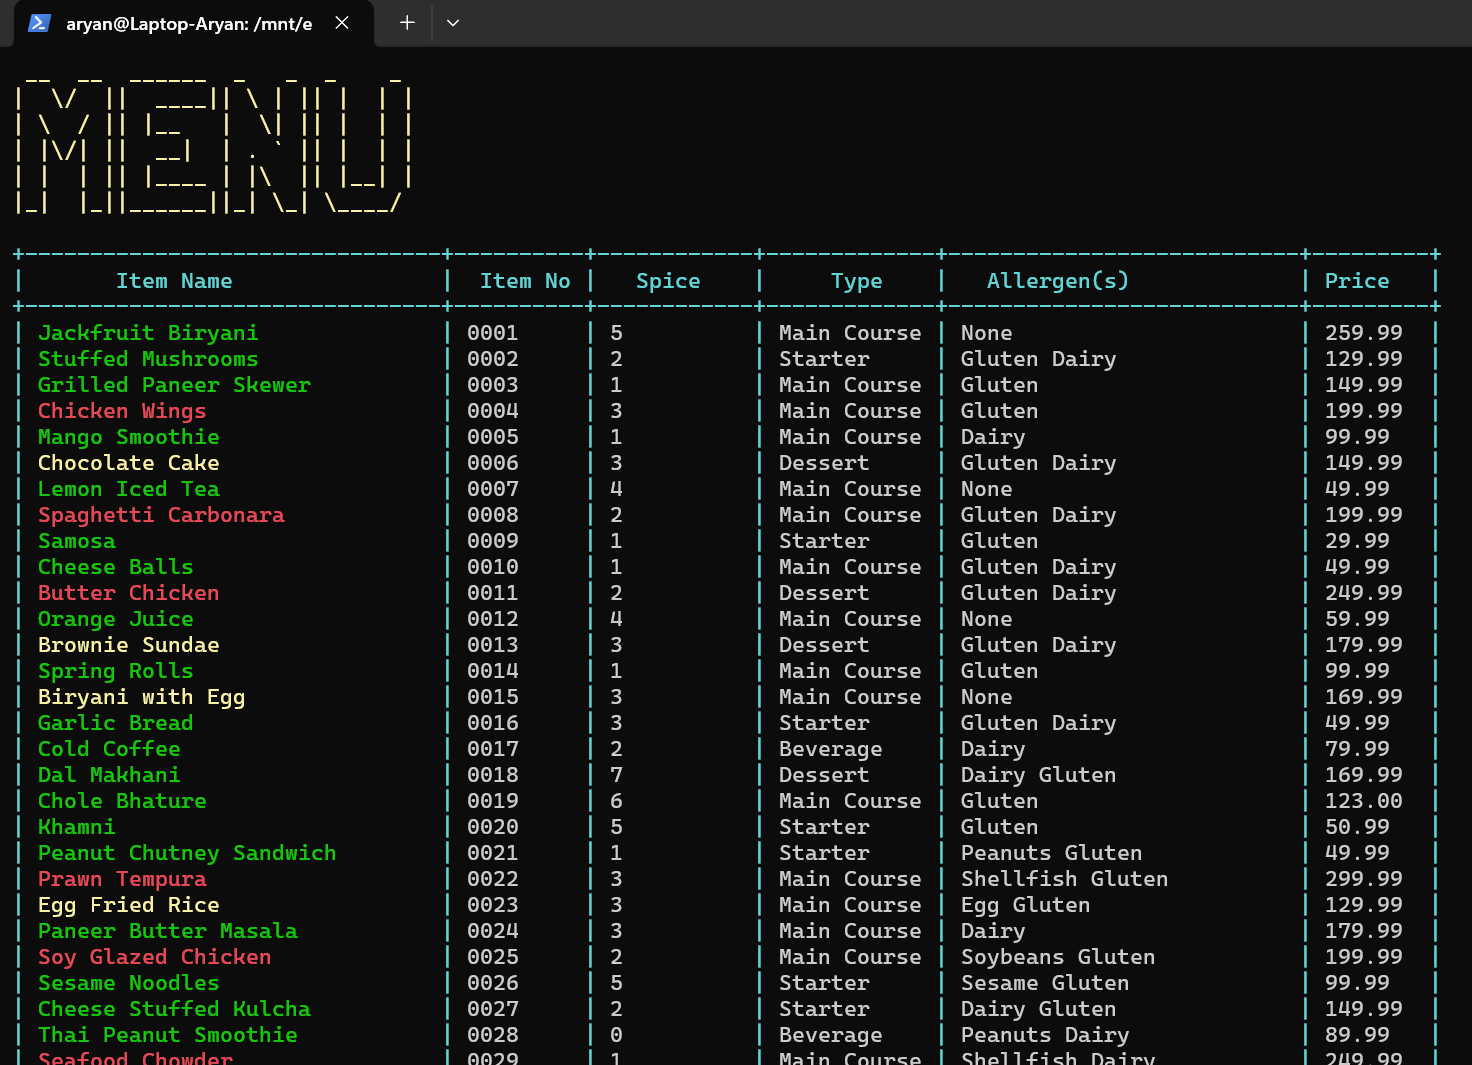 aryan@Laptop-Aryan: /mnt/e
MENU
Item Name | Item No | Spice | Type | Allergen(s) | Price
Jackfruit Biryani | 0001 | 5 | Main Course | None | 259.99
Stuffed Mushrooms | 0002 | 2 | Starter | Gluten Dairy | 129.99
Grilled Paneer Skewer | 0003 | 1 | Main Course | Gluten | 149.99
Chicken Wings | 0004 | 3 | Main Course | Gluten | 199.99
Mango Smoothie | 0005 | 1 | Main Course | Dairy | 99.99
Chocolate Cake | 0006 | 3 | Dessert | Gluten Dairy | 149.99
Lemon Iced Tea | 0007 | 4 | Main Course | None | 49.99
Spaghetti Carbonara | 0008 | 2 | Main Course | Gluten Dairy | 199.99
Samosa | 0009 | 1 | Starter | Gluten | 29.99
Cheese Balls | 0010 | 1 | Main Course | Gluten Dairy | 49.99
Butter Chicken | 0011 | 2 | Dessert | Gluten Dairy | 249.99
Orange Juice | 0012 | 4 | Main Course | None | 59.99
Brownie Sundae | 0013 | 3 | Dessert | Gluten Dairy | 179.99
Spring Rolls | 0014 | 1 | Main Course | Gluten | 99.99
Biryani with Egg | 0015 | 3 | Main Course | None | 169.99
Garlic Bread | 0016 | 3 | Starter | Gluten Dairy | 49.99
Cold Coffee | 0017 | 2 | Beverage | Dairy | 79.99
Dal Makhani | 0018 | 7 | Dessert | Dairy Gluten | 169.99
Chole Bhature | 0019 | 6 | Main Course | Gluten | 123.00
Khamni | 0020 | 5 | Starter | Gluten | 50.99
Peanut Chutney Sandwich | 0021 | 1 | Starter | Peanuts Gluten | 49.99
Prawn Tempura | 0022 | 3 | Main Course | Shellfish Gluten | 299.99
Egg Fried Rice | 0023 | 3 | Main Course | Egg Gluten | 129.99
Paneer Butter Masala | 0024 | 3 | Main Course | Dairy | 179.99
Soy Glazed Chicken | 0025 | 2 | Main Course | Soybeans Gluten | 199.99
Sesame Noodles | 0026 | 5 | Starter | Sesame Gluten | 99.99
Cheese Stuffed Kulcha | 0027 | 2 | Starter | Dairy Gluten | 149.99
Thai Peanut Smoothie | 0028 | 0 | Beverage | Peanuts Dairy | 89.99
Seafood Chowder | 0029 | 1 | Main Course | Shellfish Dairy | 249.99